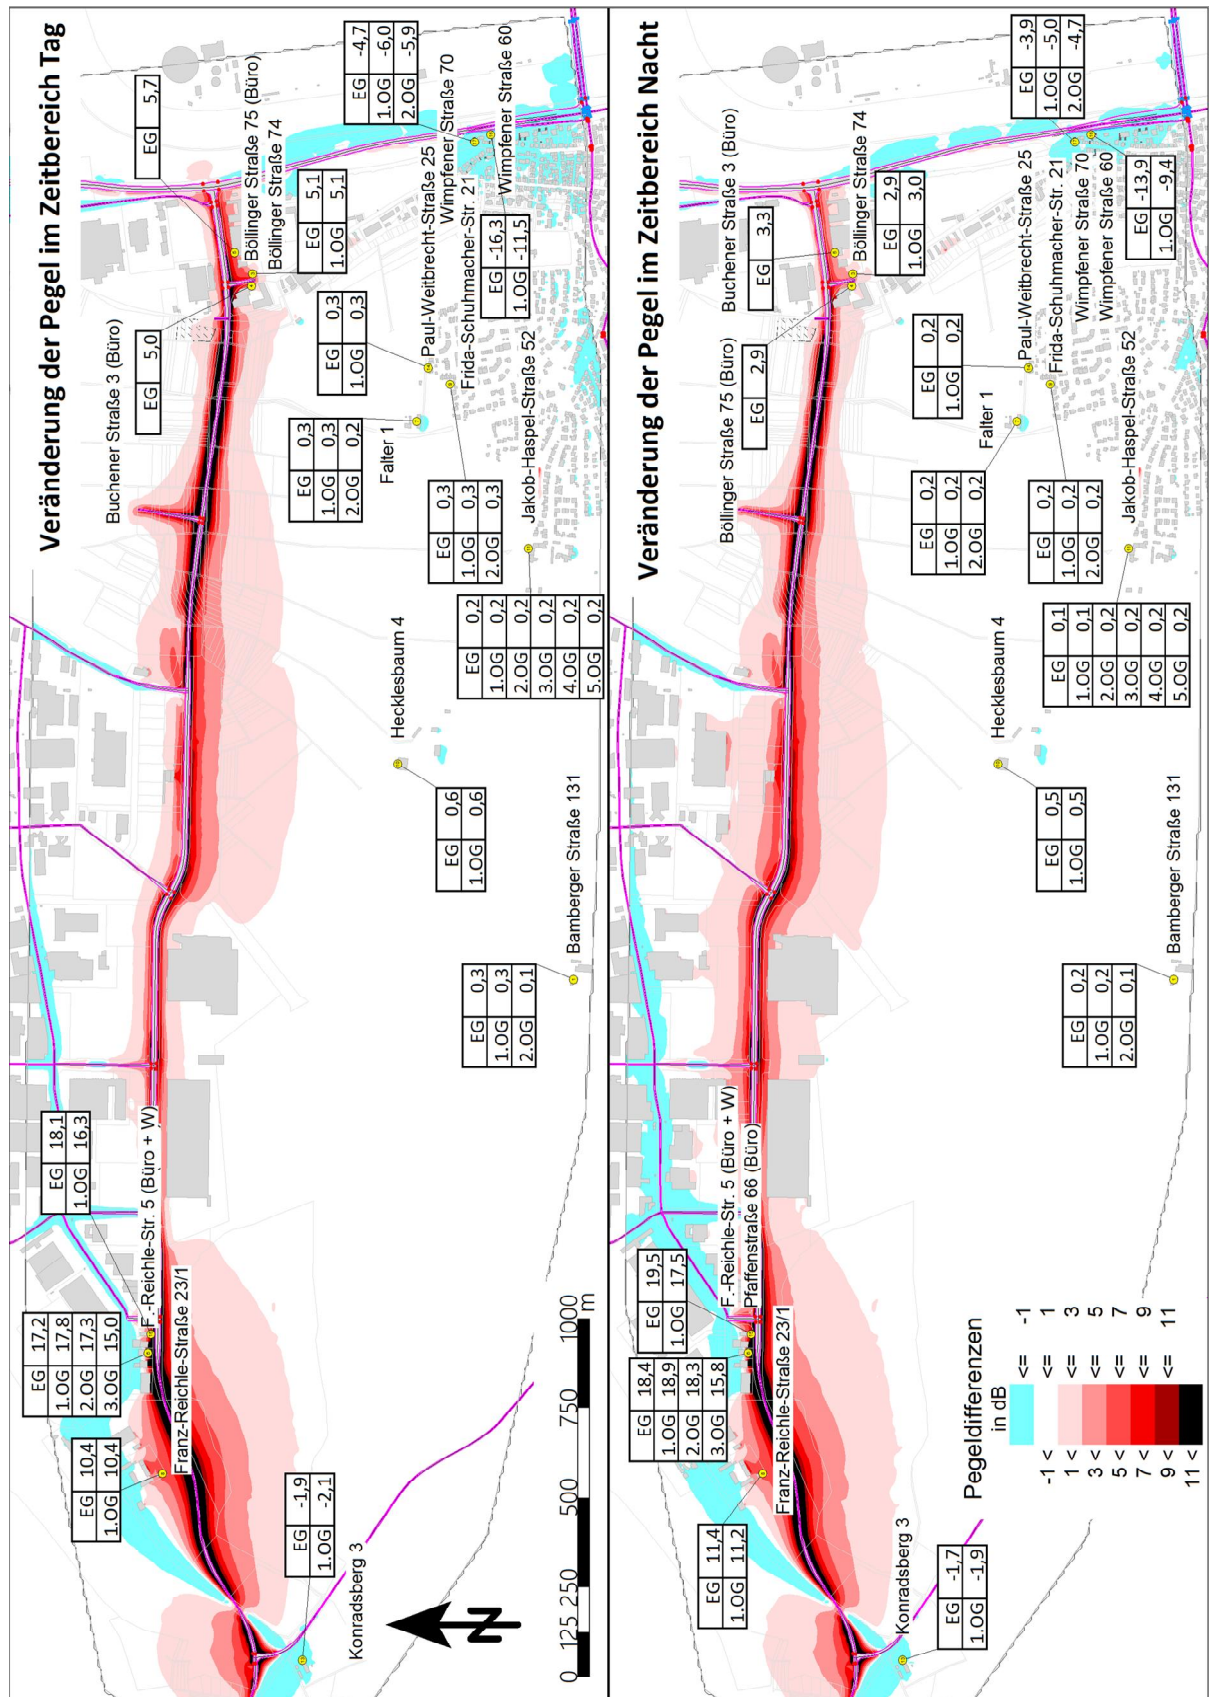 Veränderung der Pegel im Zeitbereich Tag
EG 17,2
1.OG 17,8
2.OG 17,3
3.OG 15,0
EG 18,1
1.OG 16,3
F.-Reichle-Str. 5 (Büro + W)
EG 10,4
1.OG 10,4
Franz-Reichle-Straße 23/1
EG -1,9
1.OG -2,1
Konradsberg 3
Buchener Straße 3 (Büro)
EG 5,0
EG 5,7
Böllinger Straße 75 (Büro)
Böllinger Straße 74
EG 5,1
1.OG 5,1
EG 0,3
1.OG 0,3
Paul-Weitbrecht-Straße 25
EG 0,3
1.OG 0,3
2.OG 0,2
Falter 1
EG 0,3
1.OG 0,3
2.OG 0,3
Frida-Schuhmacher-Str. 21
EG -4,7
1.OG -6,0
2.OG -5,9
Wimpfener Straße 70
EG -16,3
1.OG -11,5
Wimpfener Straße 60
Jakob-Haspel-Straße 52
EG 0,2
1.OG 0,2
2.OG 0,2
3.OG 0,2
4.OG 0,2
5.OG 0,2
Hecklesbaum 4
EG 0,6
1.OG 0,6
Bamberger Straße 131
EG 0,3
1.OG 0,3
2.OG 0,1
N
0 125 250 500 750 1000
m
Veränderung der Pegel im Zeitbereich Nacht
EG 18,4
1.OG 18,9
2.OG 18,3
3.OG 15,8
EG 19,5
1.OG 17,5
F.-Reichle-Str. 5 (Büro + W)
Pfaffenstraße 66 (Büro)
EG 11,4
1.OG 11,2
Franz-Reichle-Straße 23/1
EG -1,7
1.OG -1,9
Konradsberg 3
Böllinger Straße 75 (Büro)
EG 2,9
Buchener Straße 3 (Büro)
EG 3,3
Böllinger Straße 74
EG 2,9
1.OG 3,0
EG 0,2
1.OG 0,2
Paul-Weitbrecht-Straße 25
EG 0,2
1.OG 0,2
2.OG 0,2
Falter 1
EG 0,2
1.OG 0,2
2.OG 0,2
Frida-Schuhmacher-Str. 21
EG -3,9
1.OG -5,0
2.OG -4,7
Wimpfener Straße 70
Wimpfener Straße 60
EG -13,9
1.OG -9,4
Jakob-Haspel-Straße 52
EG 0,1
1.OG 0,1
2.OG 0,2
3.OG 0,2
4.OG 0,2
5.OG 0,2
Hecklesbaum 4
EG 0,5
1.OG 0,5
Bamberger Straße 131
EG 0,2
1.OG 0,2
2.OG 0,1
Pegeldifferenzen
in dB
<= -1
-1 < <= 1
1 < <= 3
3 < <= 5
5 < <= 7
7 < <= 9
9 < <= 11
11 <